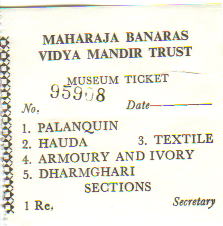 MAHARAJA BANARAS
VIDYA MANDIR TRUST
MUSEUM TICKET
No. 95998 Date
1. PALANQUIN
2. HAUDA 3. TEXTILE
4. ARMOURY AND IVORY
5. DHARMGHARI
SECTIONS
1 Re. Secretary